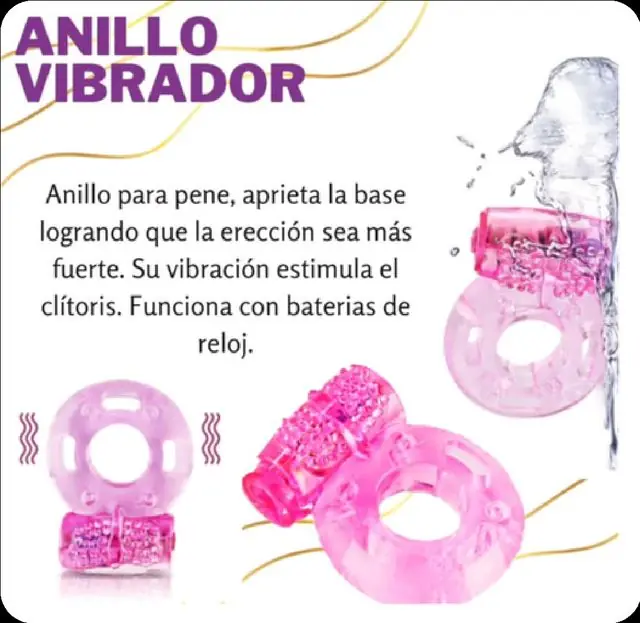 ANILLO
VIBRADOR
Anillo para pene, aprieta la base
logrando que la erección sea más
fuerte. Su vibración estimula el
clítoris. Funciona con baterias de
reloj.